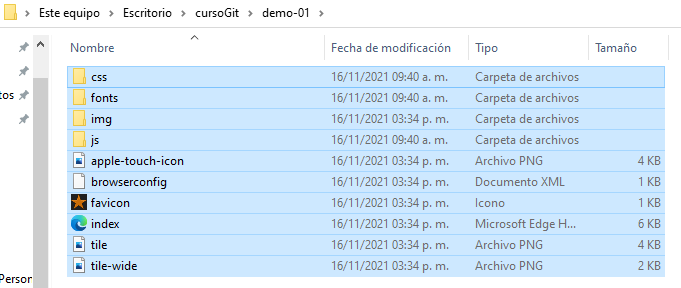 Este equipo > Escritorio > cursoGit > demo-01 >
Nombre Fecha de modificación Tipo Tamaño
css 16/11/2021 09:40 a. m. Carpeta de archivos
fonts 16/11/2021 09:40 a. m. Carpeta de archivos
img 16/11/2021 03:34 p. m. Carpeta de archivos
tos js 16/11/2021 09:40 a. m. Carpeta de archivos
apple-touch-icon 16/11/2021 03:34 p. m. Archivo PNG 4 KB
browserconfig 16/11/2021 03:34 p. m. Documento XML 1 KB
favicon 16/11/2021 03:34 p. m. Icono 1 KB
index 16/11/2021 03:34 p. m. Microsoft Edge H... 6 KB
tile 16/11/2021 03:34 p. m. Archivo PNG 4 KB
tile-wide 16/11/2021 03:34 p. m. Archivo PNG 2 KB
Person